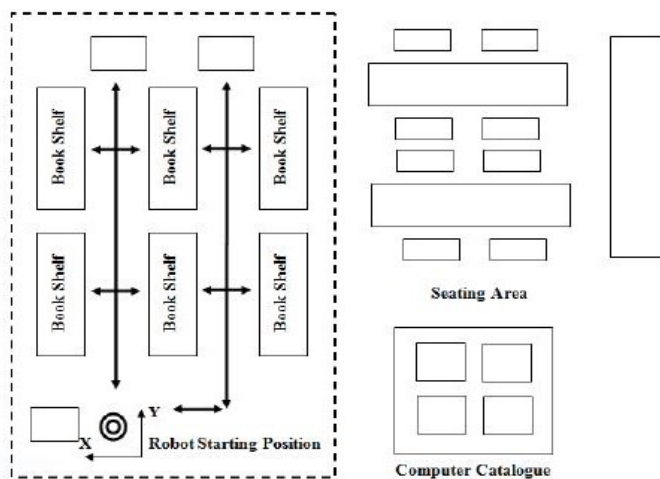 Book Shelf
Book Shelf
Book Shelf
Book Shelf
Book Shelf
Book Shelf
Seating Area
Y
X
Robot Starting Position
Computer Catalogue